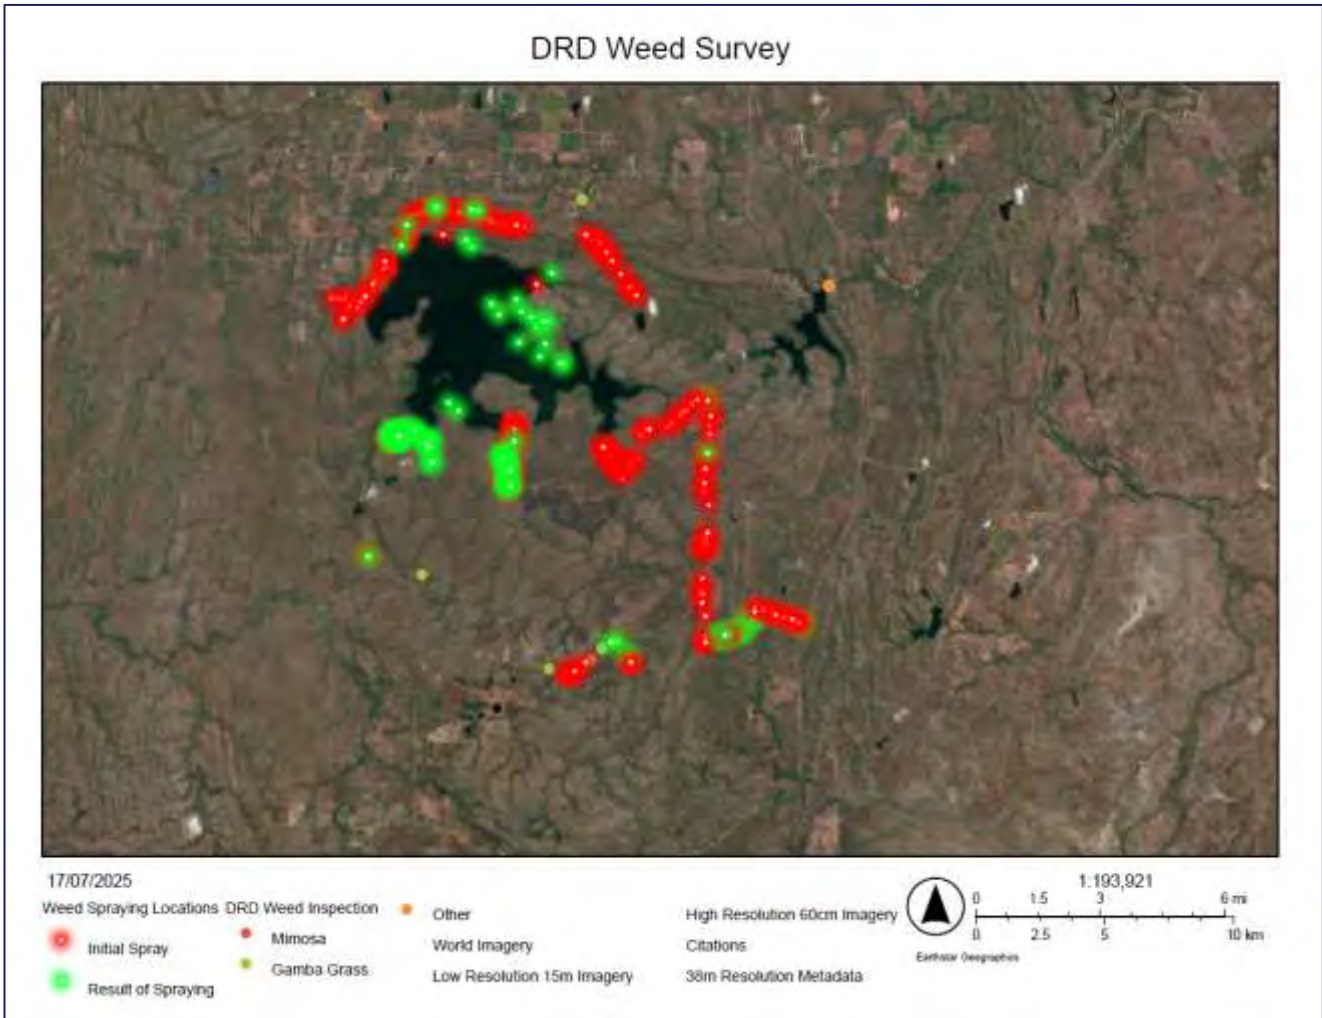 DRD Weed Survey
17/07/2025
Weed Spraying Locations
Initial Spray
Result of Spraying
DRD Weed Inspection
Mimosa
Gamba Grass
Other
World Imagery
Low Resolution 15m Imagery
High Resolution 60cm Imagery
Citations
38m Resolution Metadata
1:193,921
0 1.5 3 6 mi
0 2.5 5 10 km
Earthstar Geographics